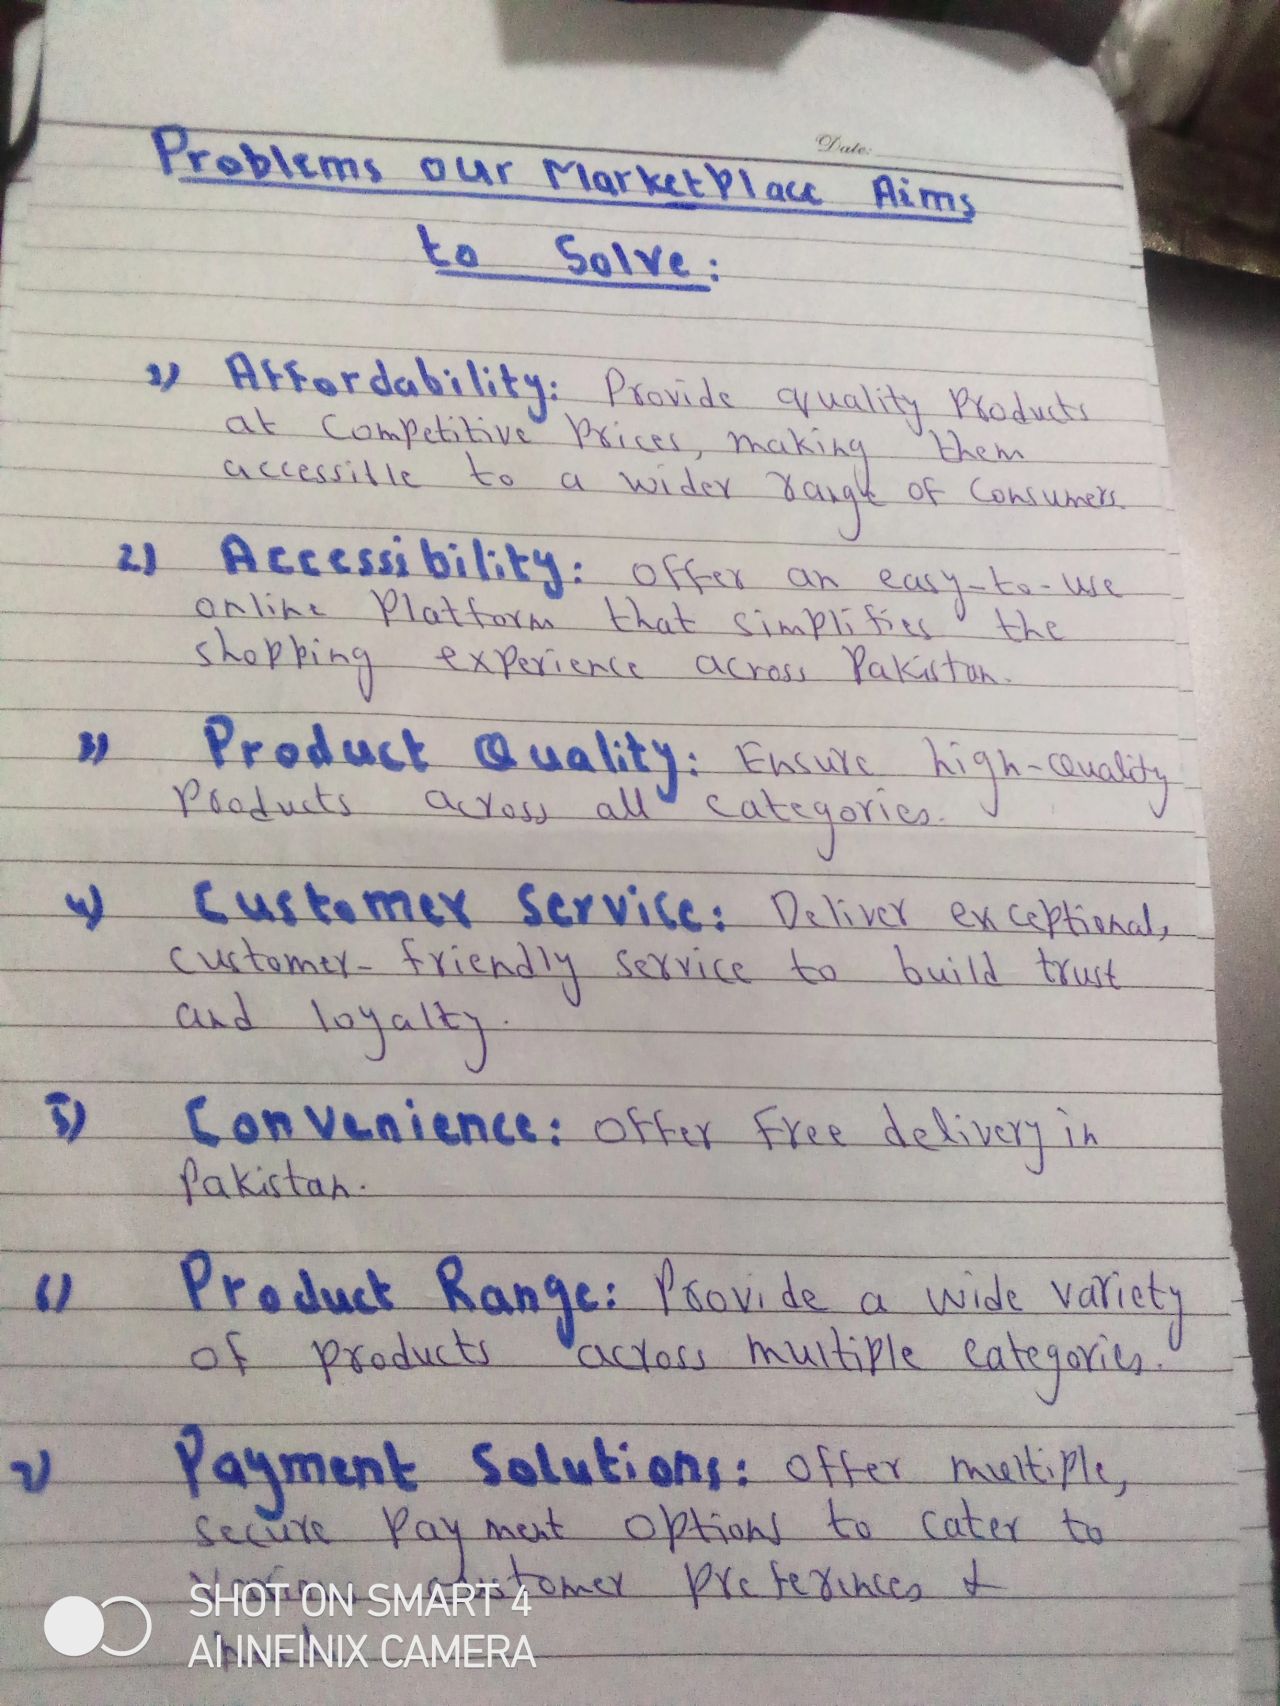 Date:
Problems our Marketplace Aims
to Solve:
1) Affordability: Provide quality Products
at Competitive Prices, making them
accessible to a wider range of Consumers.
2) Accessibility: Offer an easy-to-use
online Platform that simplifies the
shopping experience across Pakistan.
3) Product Quality: Ensure high-quality
Products across all categories.
4) Customer Service: Deliver exceptional,
customer-friendly service to build trust
and loyalty.
5) Convenience: Offer Free delivery in
Pakistan.
6) Product Range: Provide a wide variety
of products across multiple categories.
7) Payment Solutions: Offer multiple,
secure Payment options to cater to
customer preferences &
SHOT ON SMART 4
AI INFINIX CAMERA